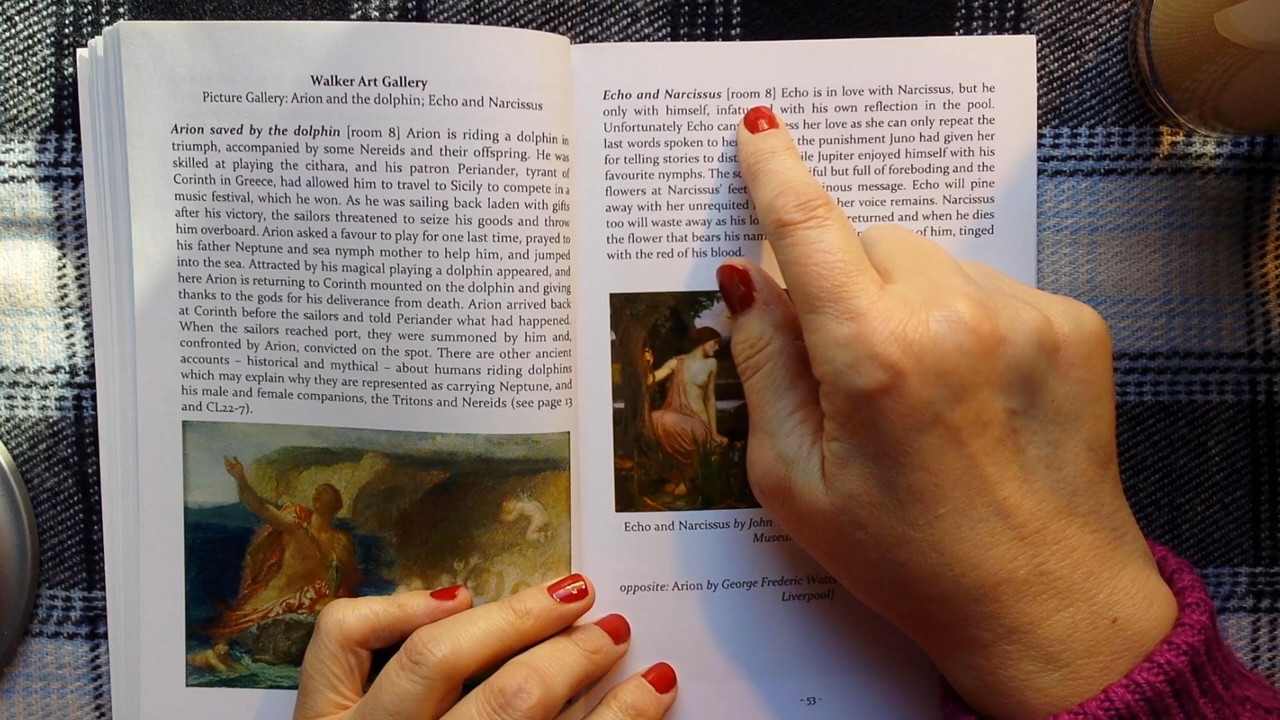 Walker Art Gallery
Picture Gallery: Arion and the dolphin; Echo and Narcissus
Arion saved by the dolphin [room 8] Arion is riding a dolphin in
triumph, accompanied by some Nereids and their offspring. He was
skilled at playing the cithara, and his patron Periander, tyrant of
Corinth in Greece, had allowed him to travel to Sicily to compete in a
music festival, which he won. As he was sailing back laden with gifts
after his victory, the sailors threatened to seize his goods and throw
him overboard. Arion asked a favour to play for one last time, prayed to
his father Neptune and sea nymph mother to help him, and jumped
into the sea. Attracted by his magical playing a dolphin appeared, and
here Arion is returning to Corinth mounted on the dolphin and giving
thanks to the gods for his deliverance from death. Arion arrived back
at Corinth before the sailors and told Periander what had happened.
When the sailors reached port, they were summoned by him and,
confronted by Arion, convicted on the spot. There are other ancient
accounts – historical and mythical – about humans riding dolphins
which may explain why they are represented as carrying Neptune, and
his male and female companions, the Tritons and Nereids (see page 13
and CL22-7).
Echo and Narcissus [room 8] Echo is in love with Narcissus, but he
only with himself, with his own reflection in the pool.
Unfortunately Echo her love as she can only repeat the
last words spoken to the punishment Juno had given her
for telling stories to Jupiter enjoyed himself with his
favourite nymphs. The but full of foreboding and the
flowers at Narcissus' feet message. Echo will pine
away with her unrequited her voice remains. Narcissus
too will waste away as his returned and when he dies
the flower that bears his of him, tinged
with the red of his blood.
Echo and Narcissus by John
opposite: Arion by George Frederic Watts
Liverpool]
- 53 -